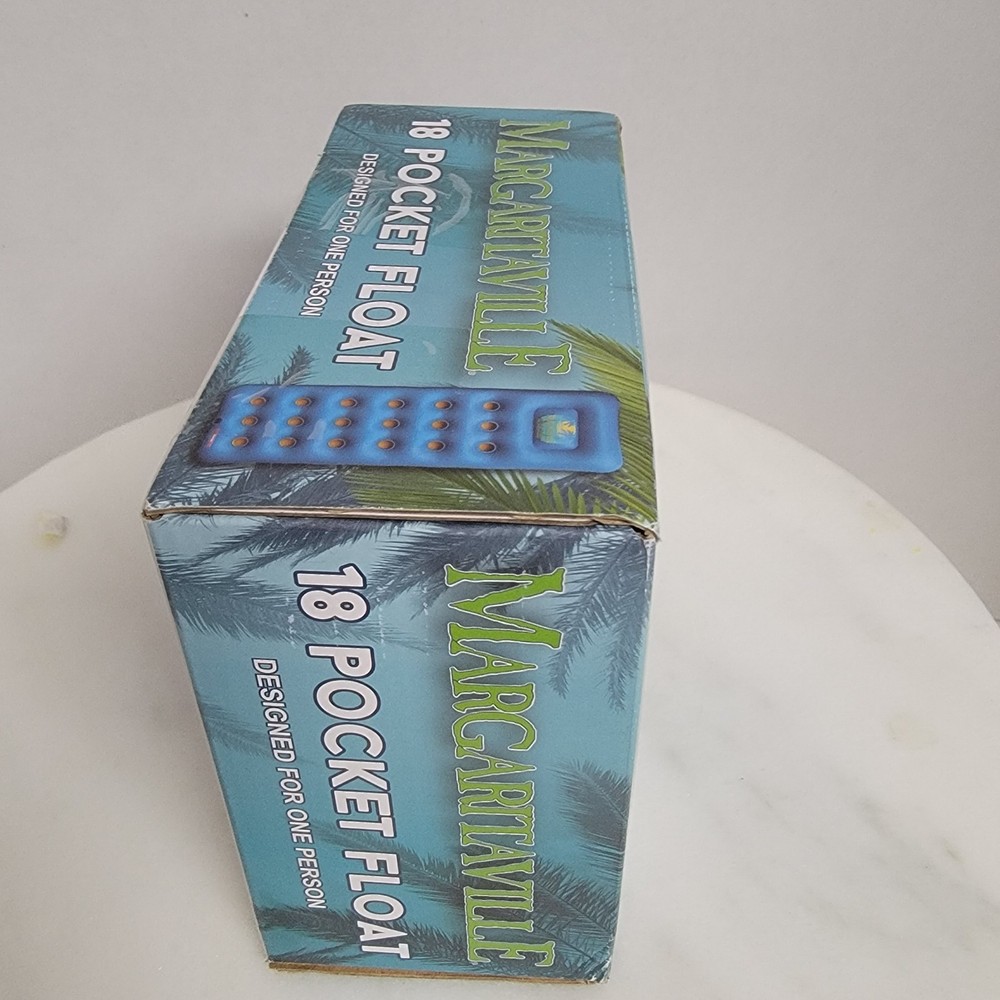 MARGARITAVILLE
18 POCKET FLOAT
DESIGNED FOR ONE PERSON
MARGARITAVILLE
18 POCKET FLOAT
DESIGNED FOR ONE PERSON